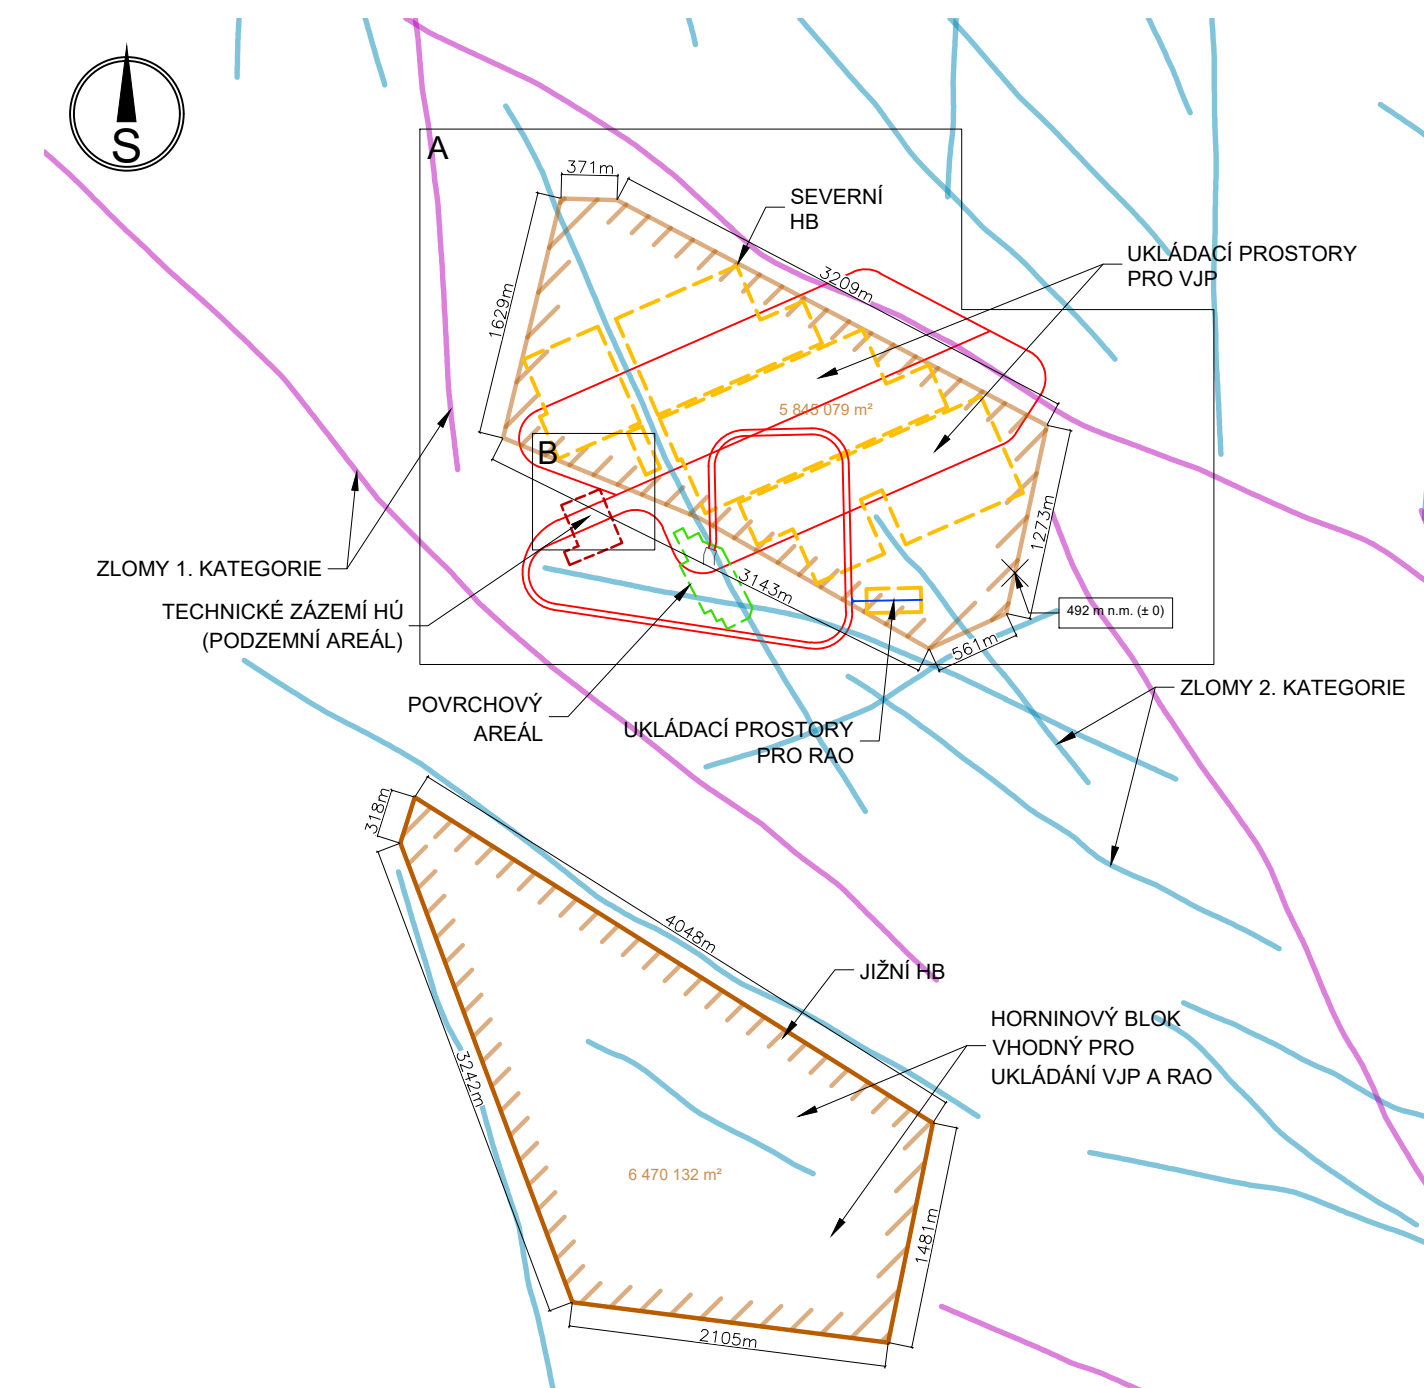 S
A
371m
SEVERNÍ
HB
UKLÁDACÍ PROSTORY
PRO VJP
3209m
1629m
5 845 079 m²
B
1273m
ZLOMY 1. KATEGORIE
3143m
TECHNICKÉ ZÁZEMÍ HÚ
(PODZEMNÍ AREÁL)
492 m n.m. (± 0)
561m
ZLOMY 2. KATEGORIE
POVRCHOVÝ
AREÁL
UKLÁDACÍ PROSTORY
PRO RAO
318m
4048m
JIŽNÍ HB
HORNINOVÝ BLOK
VHODNÝ PRO
UKLÁDÁNÍ VJP A RAO
3242m
6 470 132 m²
1481m
2105m